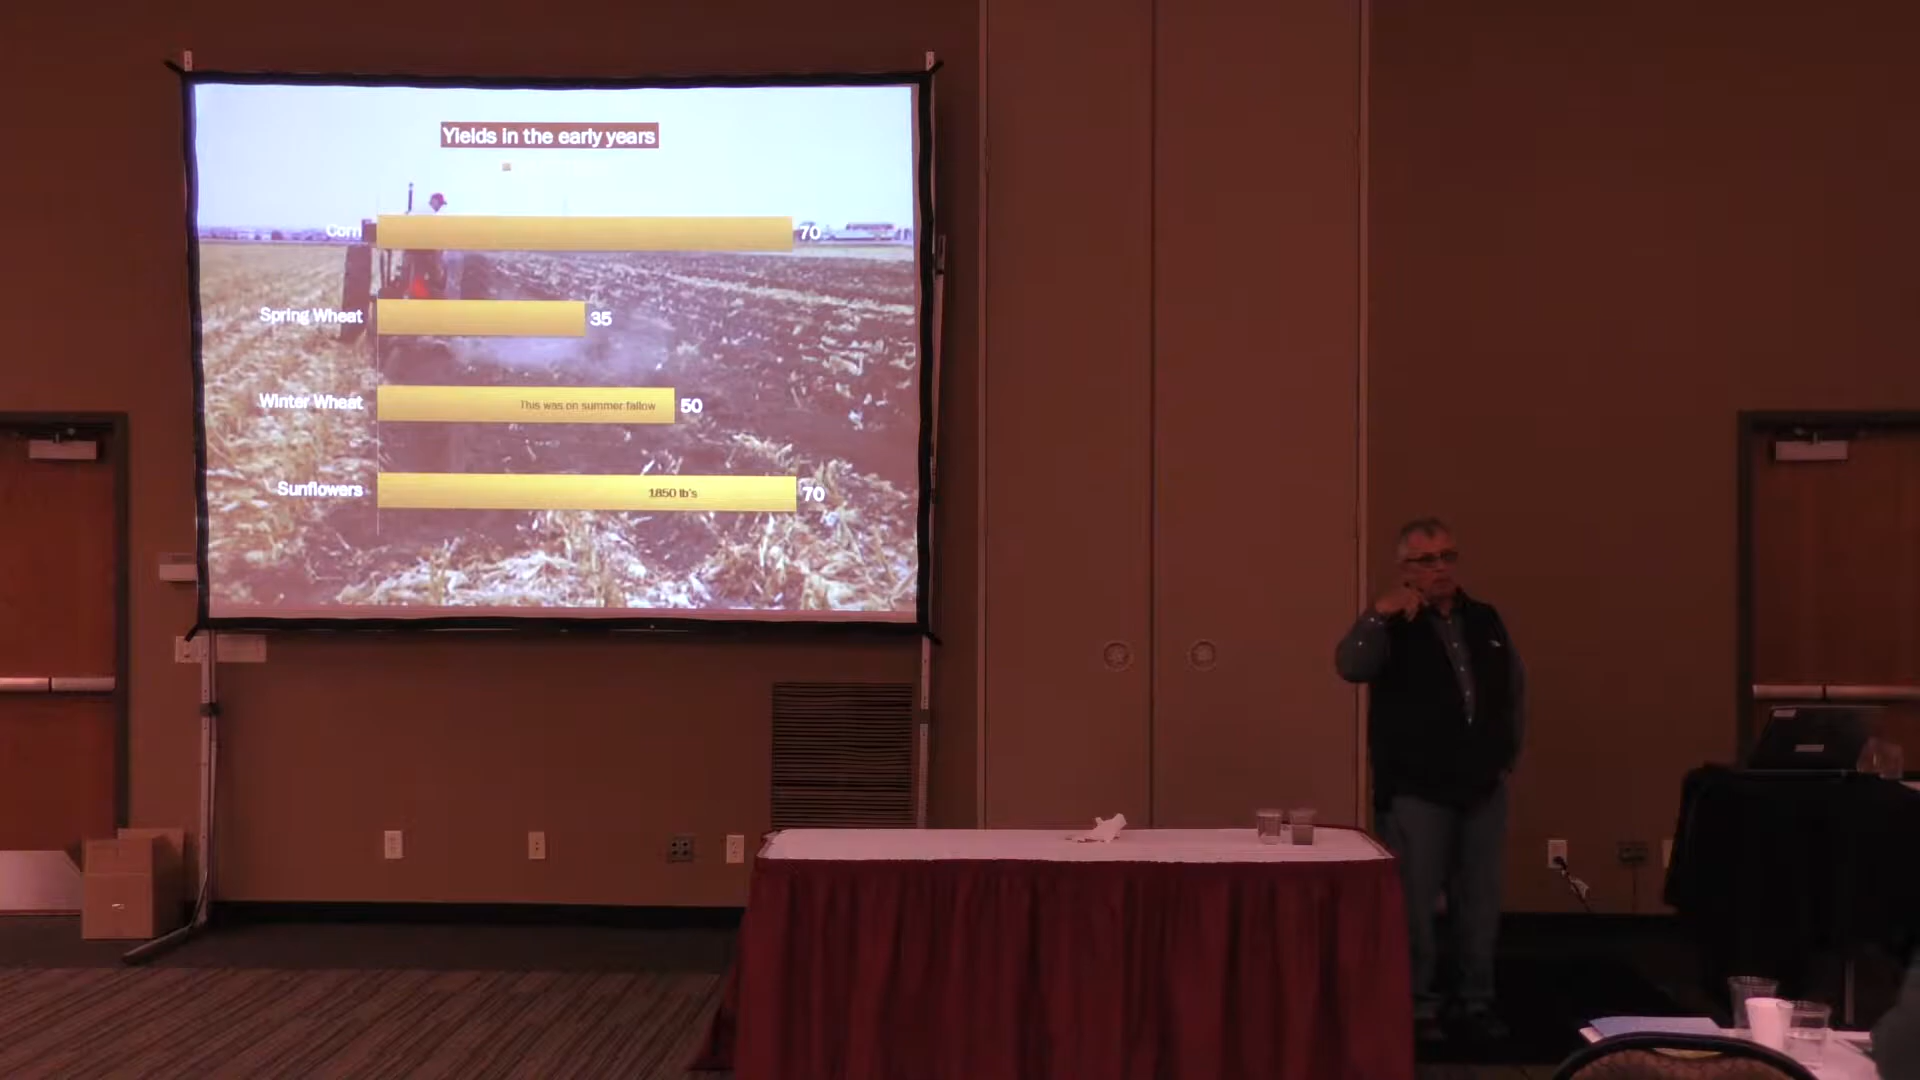 Yields in the early years
Corn 70
Spring Wheat 35
Winter Wheat This was on summer fallow 50
Sunflowers 1850 lb's 70